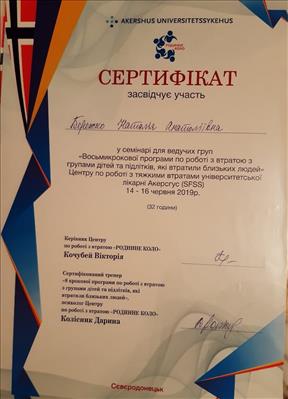 AKERSHUS UNIVERSITETSSYKEHUS
РОДИННЕ
КОЛО
СЕРТИФІКАТ
засвідчує участь
Бережко Наталія Анатоліївна
у семінарі для ведучих груп
«Восьмикрокової програми по роботі з втратою з
групами дітей та підлітків, які втратили близьких людей»
Центру по роботі з тяжкими втратами університетської
лікарні Акерсгус (SFSS)
14 - 16 червня 2019р.
(32 години)
Керівник Центру
по роботі з втратою «РОДИННЕ КОЛО»
Кочубей Вікторія
Сертифікований тренер
«8 крокової програми по роботі з втратою
з групами дітей та підлітків, які
втратили близьких людей»,
психолог Центру
по роботі з втратою «РОДИННЕ КОЛО»
Колісник Дарина
Сєвєродонецьк